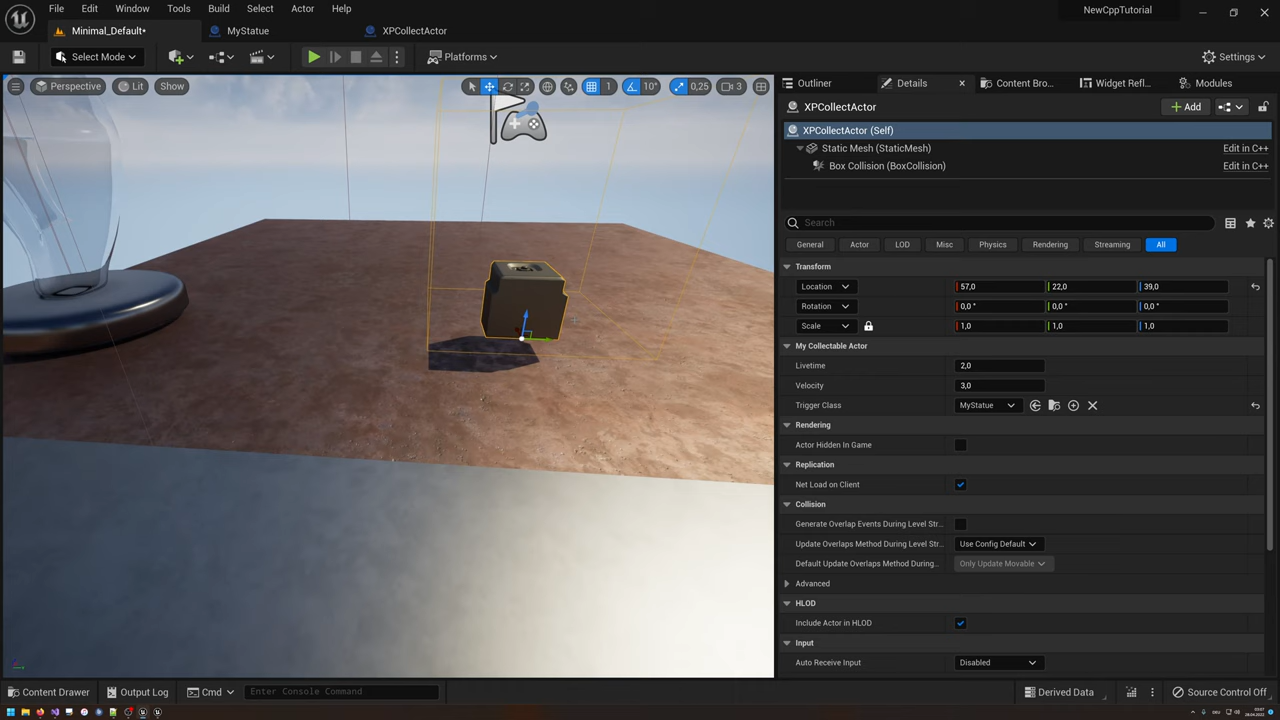 File Edit Window Tools Build Select Actor Help
NewCppTutorial
Minimal_Default• MyStatue XPCollectActor
Select Mode Platforms Settings
Perspective Lit Show 1 10° 0,25 3
Outliner Details Content Bro... Widget Refl... Modules
XPCollectActor Add
XPCollectActor (Self)
Static Mesh (StaticMesh) Edit in C++
Box Collision (BoxCollision) Edit in C++
Search
General Actor LOD Misc Physics Rendering Streaming All
Transform
Location 57,0 22,0 39,0
Rotation 0,0 ° 0,0 ° 0,0 °
Scale 1,0 1,0 1,0
My Collectable Actor
Livetime 2,0
Velocity 3,0
Trigger Class MyStatue
Rendering
Actor Hidden In Game
Replication
Net Load on Client
Collision
Generate Overlap Events During Level Str...
Update Overlaps Method During Level Str... Use Config Default
Default Update Overlaps Method During... Only Update Movable
Advanced
HLOD
Include Actor in HLOD
Input
Auto Receive Input Disabled
Content Drawer Output Log Cmd Enter Console Command Derived Data Source Control Off
DEU 03:07
28.04.2022